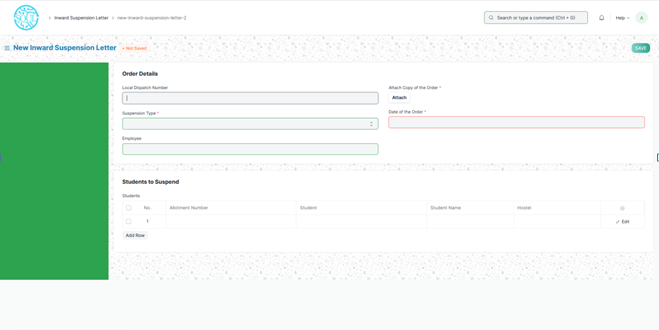 Inward Suspension Letter > new-inward-suspension-letter-2
Search or type a command (Ctrl + G)
Help
A
New Inward Suspension Letter
Not Saved
SAVE
Order Details
Local Dispatch Number
Attach Copy of the Order *
Attach
Suspension Type *
Date of the Order *
Employee
Students to Suspend
Students
No. Allotment Number Student Student Name Hostel
1 Edit
Add Row